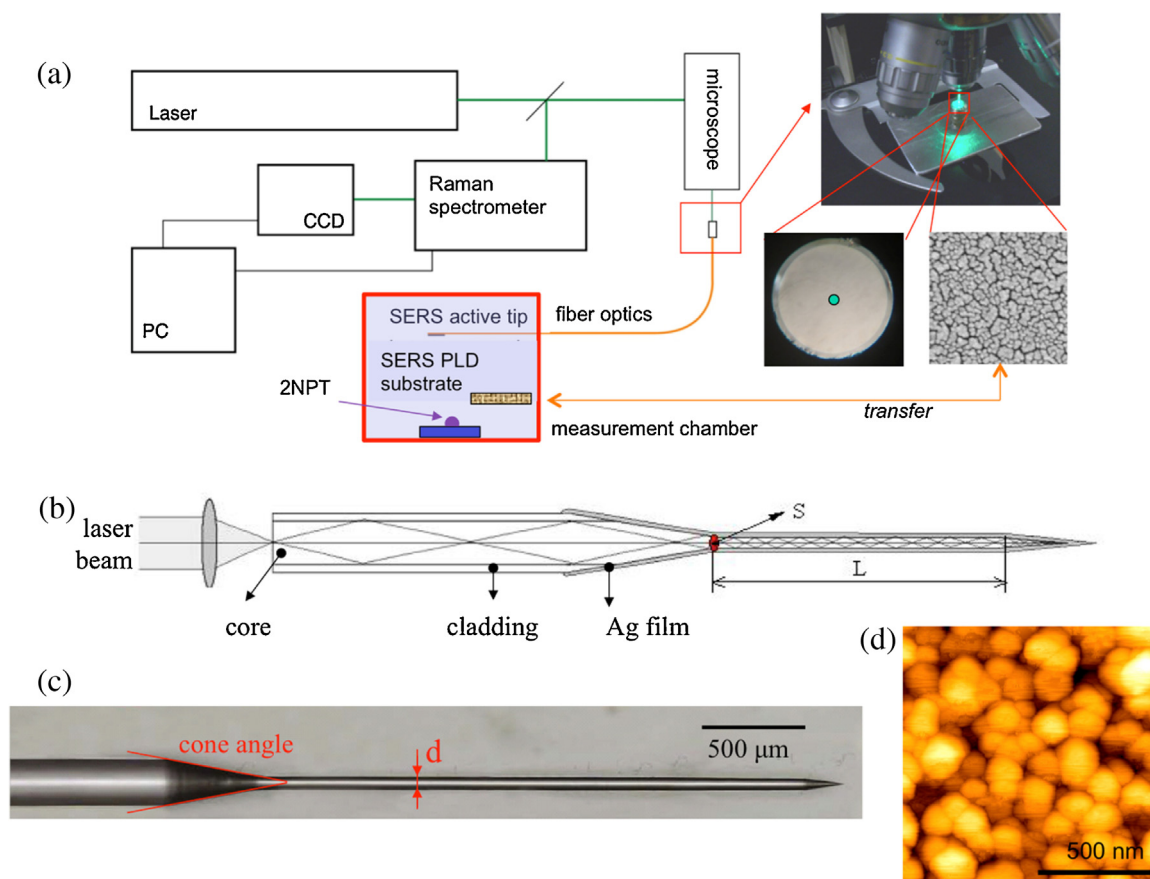 (a)
Laser
microscope
CCD
Raman
spectrometer
PC
SERS active tip
fiber optics
SERS PLD
substrate
2NPT
transfer
measurement chamber
(b)
laser
beam
S
L
core
cladding
Ag film
(c)
cone angle
d
500 μm
(d)
500 nm